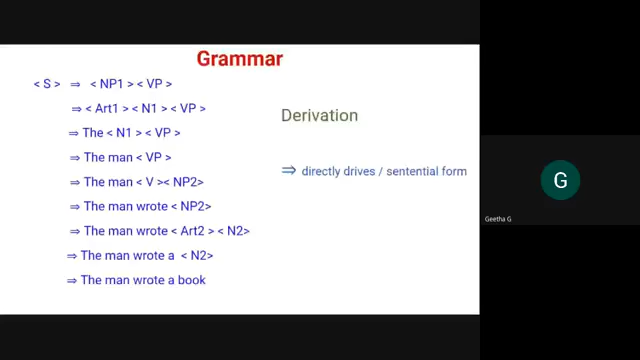 Grammar
< S > ⇒ < NP1 > < VP >
⇒ < Art1 > < N1 > < VP >
⇒ The < N1 > < VP >
⇒ The man < VP >
⇒ The man < V >< NP2>
⇒ The man wrote < NP2>
⇒ The man wrote < Art2 > < N2>
⇒ The man wrote a < N2>
⇒ The man wrote a book
Derivation
⇒ directly drives / sentential form
G
Geetha G